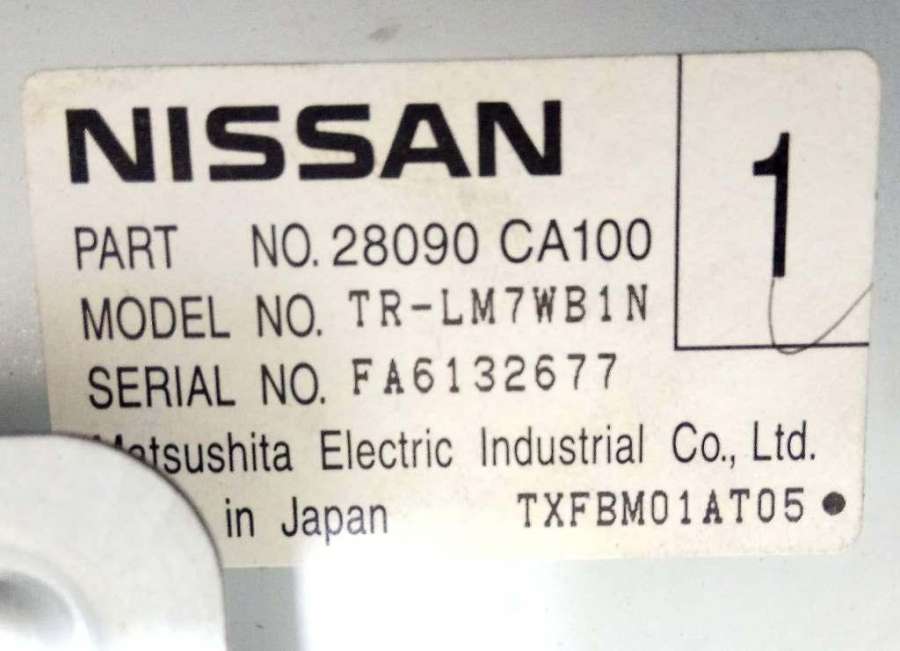 NISSAN
1
PART NO. 28090 CA100
MODEL NO. TR-LM7WB1N
SERIAL NO. FA6132677
Matsushita Electric Industrial Co., Ltd.
in Japan TXFBM01AT05●